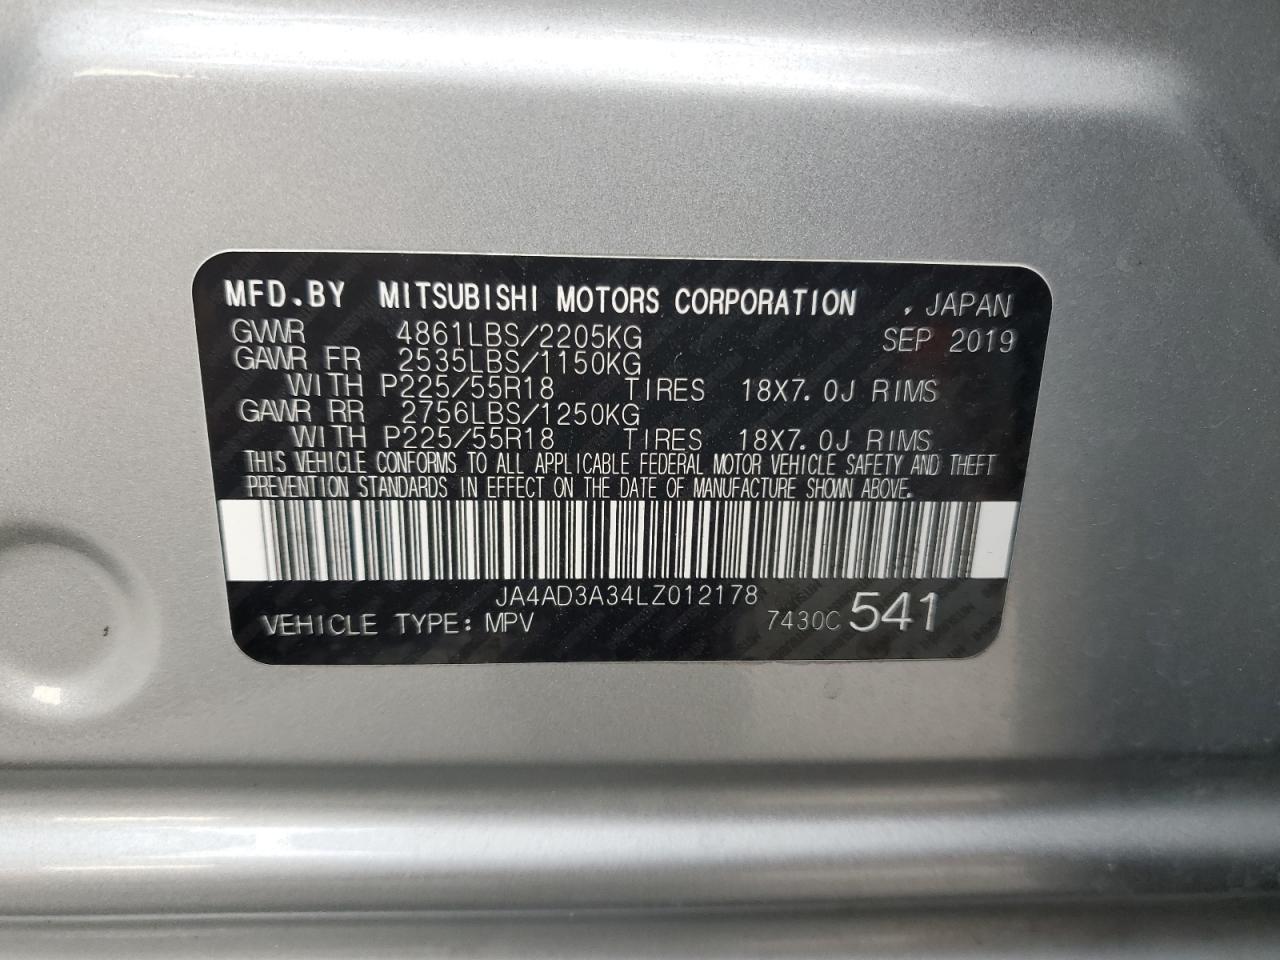 MFD.BY MITSUBISHI MOTORS CORPORATION , JAPAN
GVWR 4861LBS/2205KG SEP 2019
GAWR FR 2535LBS/1150KG
WITH P225/55R18 TIRES 18X7.0J RIMS
GAWR RR 2756LBS/1250KG
WITH P225/55R18 TIRES 18X7.0J RIMS
THIS VEHICLE CONFORMS TO ALL APPLICABLE FEDERAL MOTOR VEHICLE SAFETY AND THEFT
PREVENTION STANDARDS IN EFFECT ON THE DATE OF MANUFACTURE SHOWN ABOVE.
JA4AD3A34LZ012178
VEHICLE TYPE: MPV 7430C 541